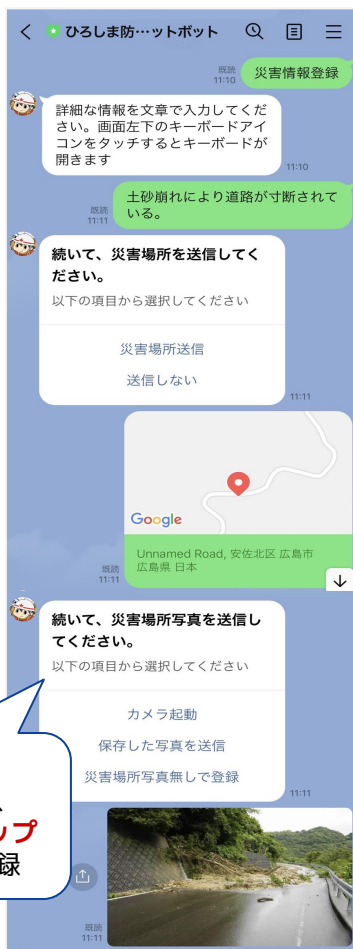 ひろしま防…ットボット
既読
11:10
災害情報登録
詳細な情報を文章で入力してくだ
さい。画面左下のキーボードアイ
コンをタッチするとキーボードが
開きます
11:10
既読
11:11
土砂崩れにより道路が寸断されて
いる。
続いて、災害場所を送信してく
ださい。
以下の項目から選択してください
災害場所送信
送信しない
11:11
Google
既読
11:11
Unnamed Road, 安佐北区 広島市
広島県 日本
続いて、災害場所写真を送信し
てください。
以下の項目から選択してください
カメラ起動
保存した写真を送信
災害場所写真無しで登録
11:11
ップ
録
既読
11:11